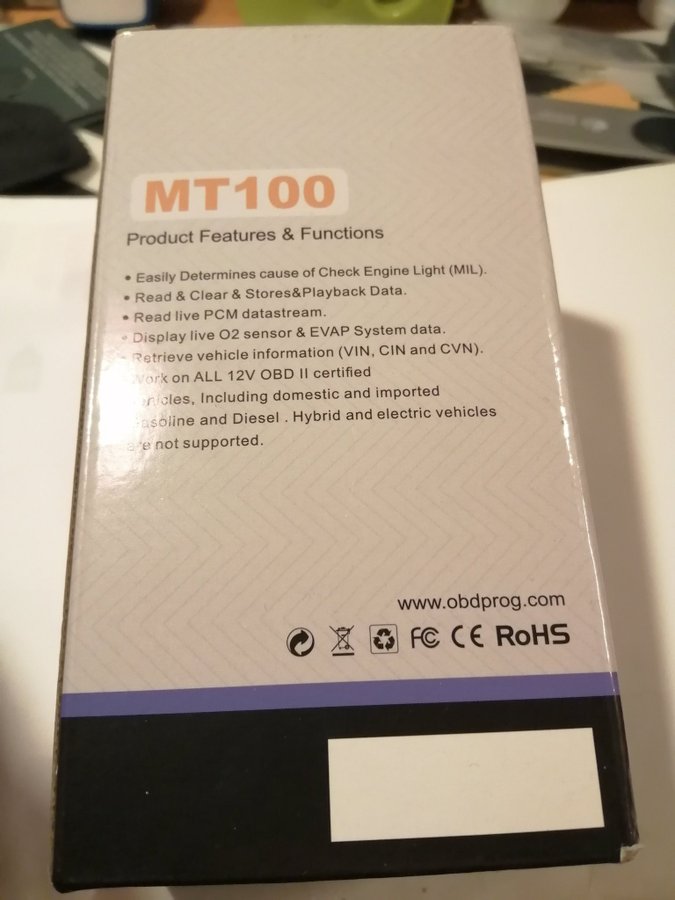 MT100
Product Features & Functions
• Easily Determines cause of Check Engine Light (MIL).
• Read & Clear & Stores&Playback Data.
• Read live PCM datastream.
• Display live O2 sensor & EVAP System data.
• Retrieve vehicle information (VIN, CIN and CVN).
Work on ALL 12V OBD II certified
vehicles, Including domestic and imported
Gasoline and Diesel . Hybrid and electric vehicles
are not supported.
www.obdprog.com
FC CE RoHS